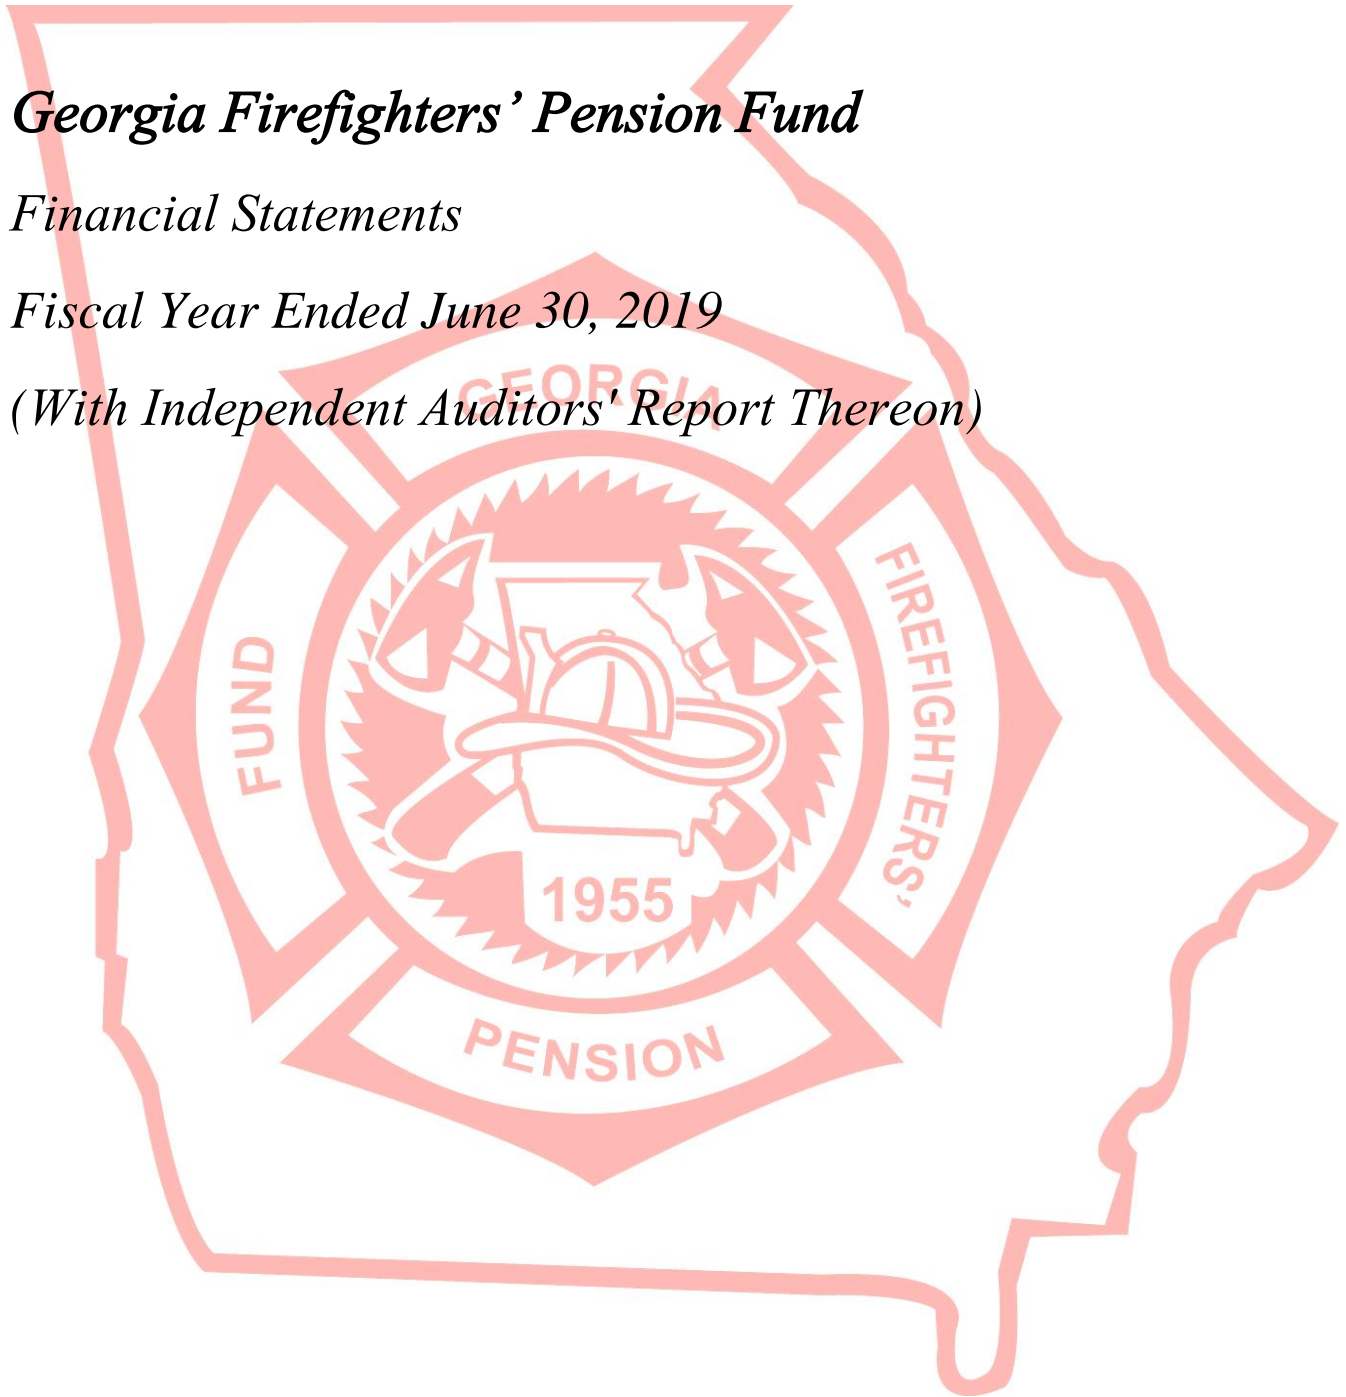 Georgia Firefighters’ Pension Fund
Financial Statements
Fiscal Year Ended June 30, 2019
(With Independent Auditors' Report Thereon)
GEORGIA
FIREFIGHTERS’
FUND
1955
PENSION